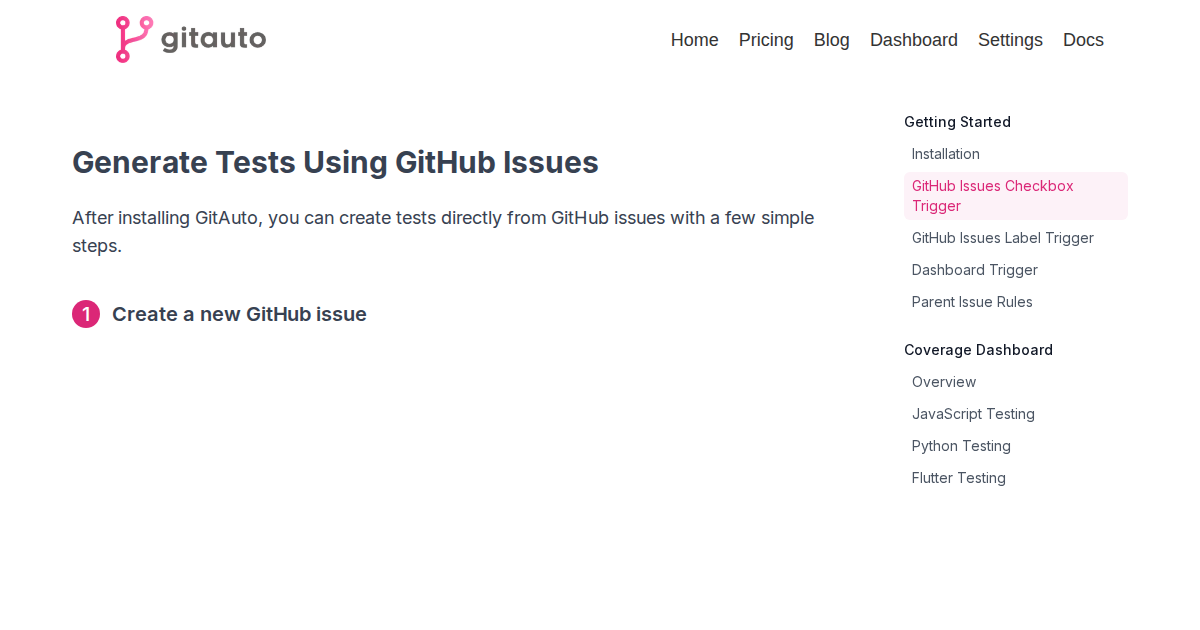 gitauto
Home Pricing Blog Dashboard Settings Docs
Generate Tests Using GitHub Issues
After installing GitAuto, you can create tests directly from GitHub issues with a few simple
steps.
1 Create a new GitHub issue
Getting Started
Installation
GitHub Issues Checkbox
Trigger
GitHub Issues Label Trigger
Dashboard Trigger
Parent Issue Rules
Coverage Dashboard
Overview
JavaScript Testing
Python Testing
Flutter Testing